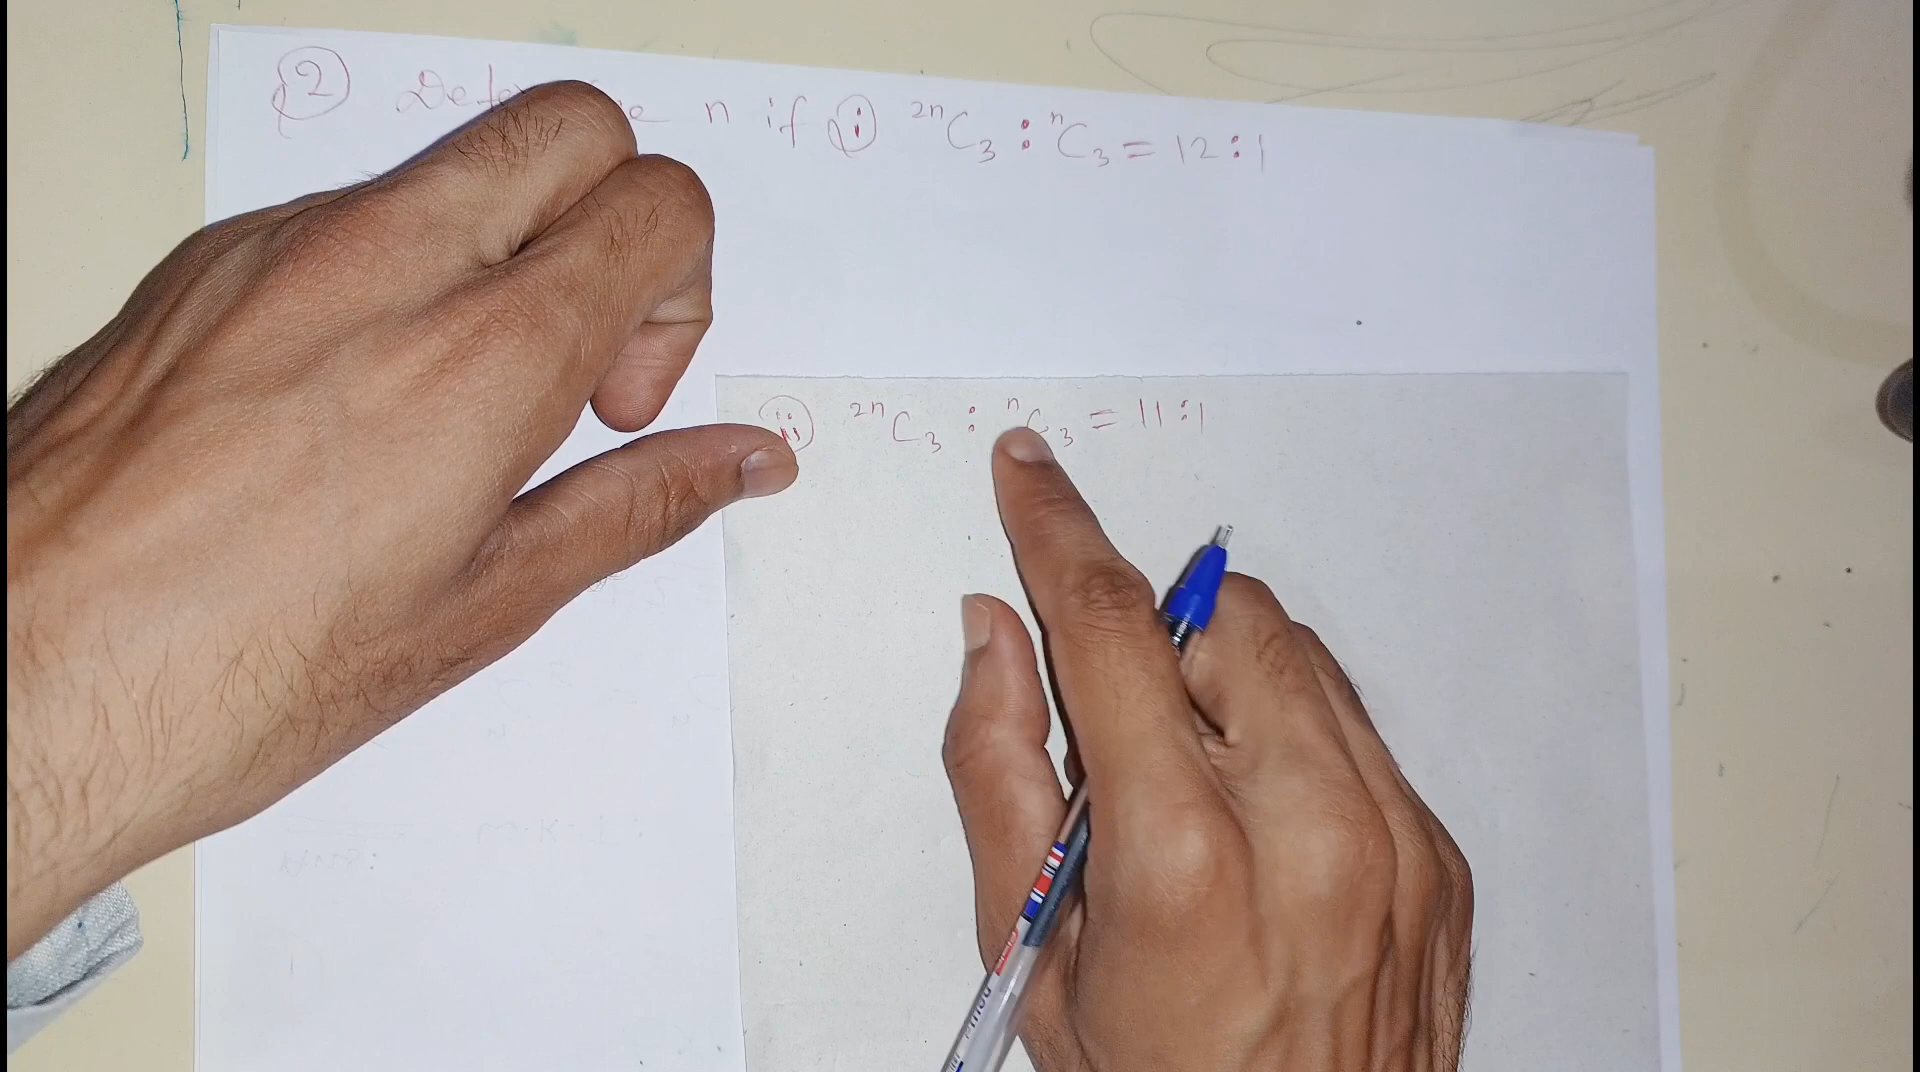 ② n if ⓘ ²ⁿC₃ : ⁿC₃ = 12 : 1
ⓘⓘ ²ⁿC₃ : ⁿC₃ = 11 : 1